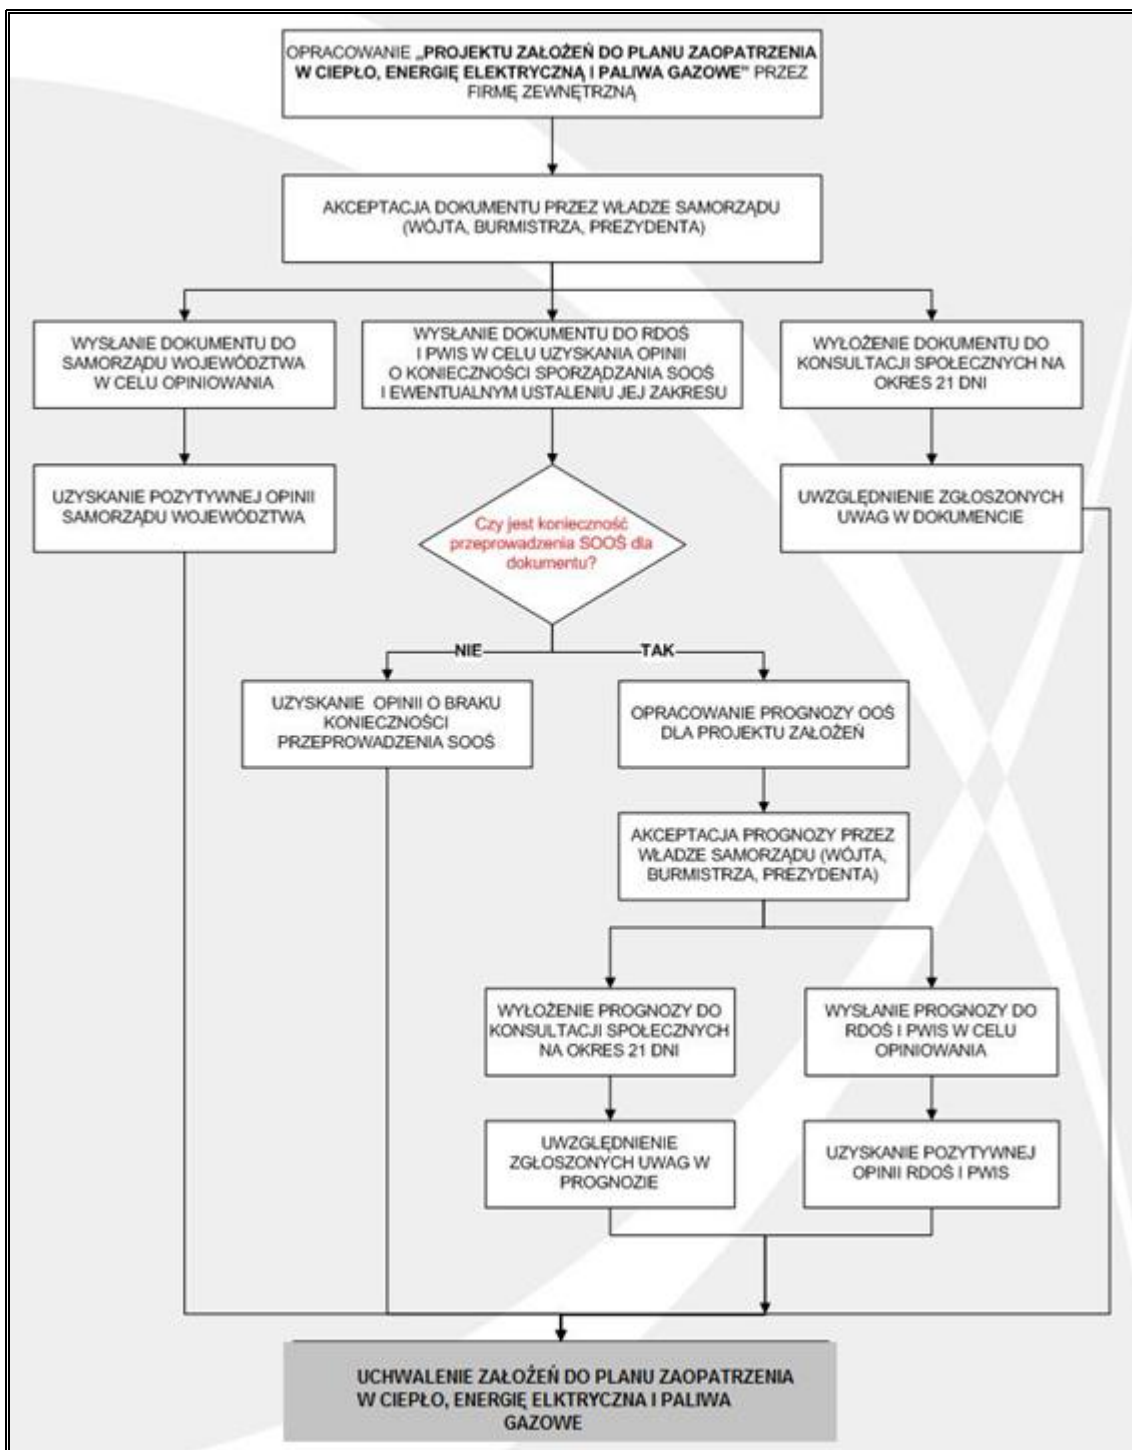 OPRACOWANIE „PROJEKTU ZAŁOŻEŃ DO PLANU ZAOPATRZENIA
W CIEPŁO, ENERGIĘ ELEKTRYCZNĄ I PALIWA GAZOWE” PRZEZ
FIRMĘ ZEWNĘTRZNĄ
AKCEPTACJA DOKUMENTU PRZEZ WŁADZE SAMORZĄDU
(WÓJTA, BURMISTRZA, PREZYDENTA)
WYSŁANIE DOKUMENTU DO
SAMORZĄDU WOJEWÓDZTWA
W CELU OPINIOWANIA
WYSŁANIE DOKUMENTU DO RDOŚ
I PWIS W CELU UZYSKANIA OPINII
O KONIECZNOŚCI SPORZĄDZANIA SOOŚ
I EWENTUALNYM USTALENIU JEJ ZAKRESU
WYŁOŻENIE DOKUMENTU DO
KONSULTACJI SPOŁECZNYCH NA
OKRES 21 DNI
UZYSKANIE POZYTYWNEJ OPINII
SAMORZĄDU WOJEWÓDZTWA
Czy jest konieczność
przeprowadzenia SOOŚ dla
dokumentu?
UWZGLĘDNIENIE ZGŁOSZONYCH
UWAG W DOKUMENCIE
NIE
TAK
UZYSKANIE OPINII O BRAKU
KONIECZNOŚCI
PRZEPROWADZENIA SOOŚ
OPRACOWANIE PROGNOZY OOŚ
DLA PROJEKTU ZAŁOŻEŃ
AKCEPTACJA PROGNOZY PRZEZ
WŁADZE SAMORZĄDU (WÓJTA,
BURMISTRZA, PREZYDENTA)
WYŁOŻENIE PROGNOZY DO
KONSULTACJI SPOŁECZNYCH
NA OKRES 21 DNI
WYSŁANIE PROGNOZY DO
RDOŚ I PWIS W CELU
OPINIOWANIA
UWZGLĘDNIENIE
ZGŁOSZONYCH UWAG W
PROGNOZIE
UZYSKANIE POZYTYWNEJ
OPINII RDOŚ I PWIS
UCHWALENIE ZAŁOŻEŃ DO PLANU ZAOPATRZENIA
W CIEPŁO, ENERGIĘ ELKTRYCZNA I PALIWA
GAZOWE